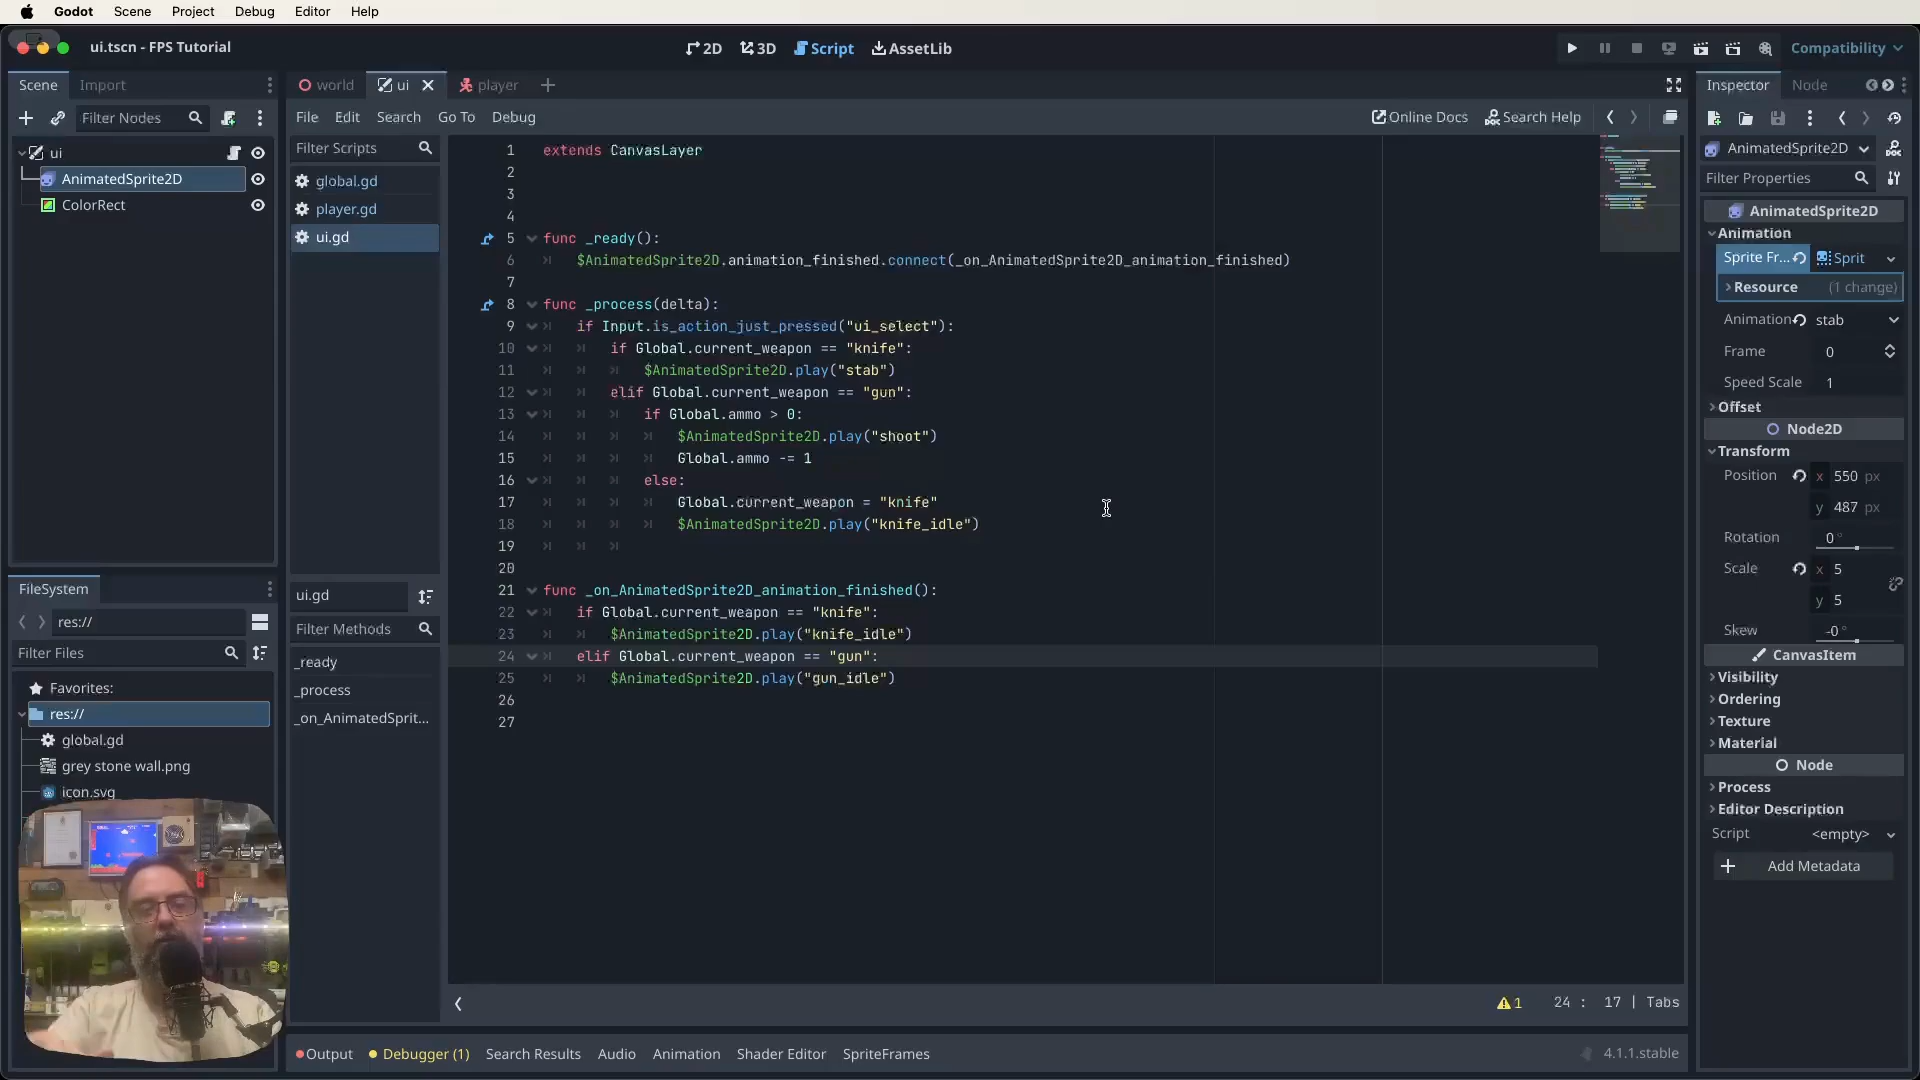 Godot Scene Project Debug Editor Help
ui.tscn - FPS Tutorial
2D 3D Script AssetLib
Compatibility
Scene Import
world ui player
Inspector Node
Filter Nodes
File Edit Search Go To Debug
Online Docs Search Help
ui
AnimatedSprite2D
ColorRect
Filter Scripts
global.gd
player.gd
ui.gd
ui.gd
Filter Methods
_ready
_process
_on_AnimatedSprit...
1 extends CanvasLayer
2
3
4
5 func _ready():
6 $AnimatedSprite2D.animation_finished.connect(_on_AnimatedSprite2D_animation_finished)
7
8 func _process(delta):
9 if Input.is_action_just_pressed("ui_select"):
10 if Global.current_weapon == "knife":
11 $AnimatedSprite2D.play("stab")
12 elif Global.current_weapon == "gun":
13 if Global.ammo > 0:
14 $AnimatedSprite2D.play("shoot")
15 Global.ammo -= 1
16 else:
17 Global.current_weapon = "knife"
18 $AnimatedSprite2D.play("knife_idle")
19
20
21 func _on_AnimatedSprite2D_animation_finished():
22 if Global.current_weapon == "knife":
23 $AnimatedSprite2D.play("knife_idle")
24 elif Global.current_weapon == "gun":
25 $AnimatedSprite2D.play("gun_idle")
26
27
1 24 : 17 | Tabs
FileSystem
res://
Filter Files
Favorites:
res://
global.gd
grey stone wall.png
icon.svg
AnimatedSprite2D
Filter Properties
AnimatedSprite2D
Animation
Sprite Fr... Sprit
Resource (1 change)
Animation stab
Frame 0
Speed Scale 1
Offset
Node2D
Transform
Position x 550 px
y 487 px
Rotation 0 °
Scale x 5
y 5
Skew -0 °
CanvasItem
Visibility
Ordering
Texture
Material
Node
Process
Editor Description
Script <empty>
Add Metadata
Output Debugger (1) Search Results Audio Animation Shader Editor SpriteFrames
4.1.1.stable